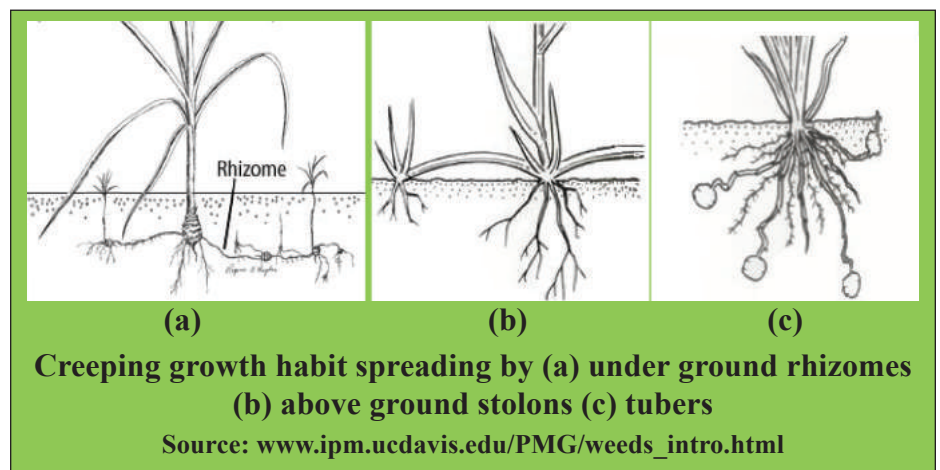 Rhizome
(a)
(b)
(c)
Creeping growth habit spreading by (a) under ground rhizomes
(b) above ground stolons (c) tubers
Source: www.ipm.ucdavis.edu/PMG/weeds_intro.html